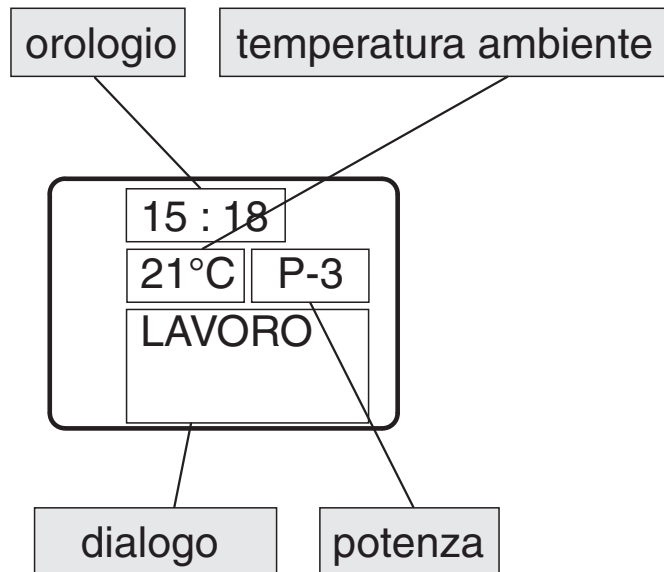 orologio
temperatura ambiente
15 : 18
21°C
P-3
LAVORO
dialogo
potenza